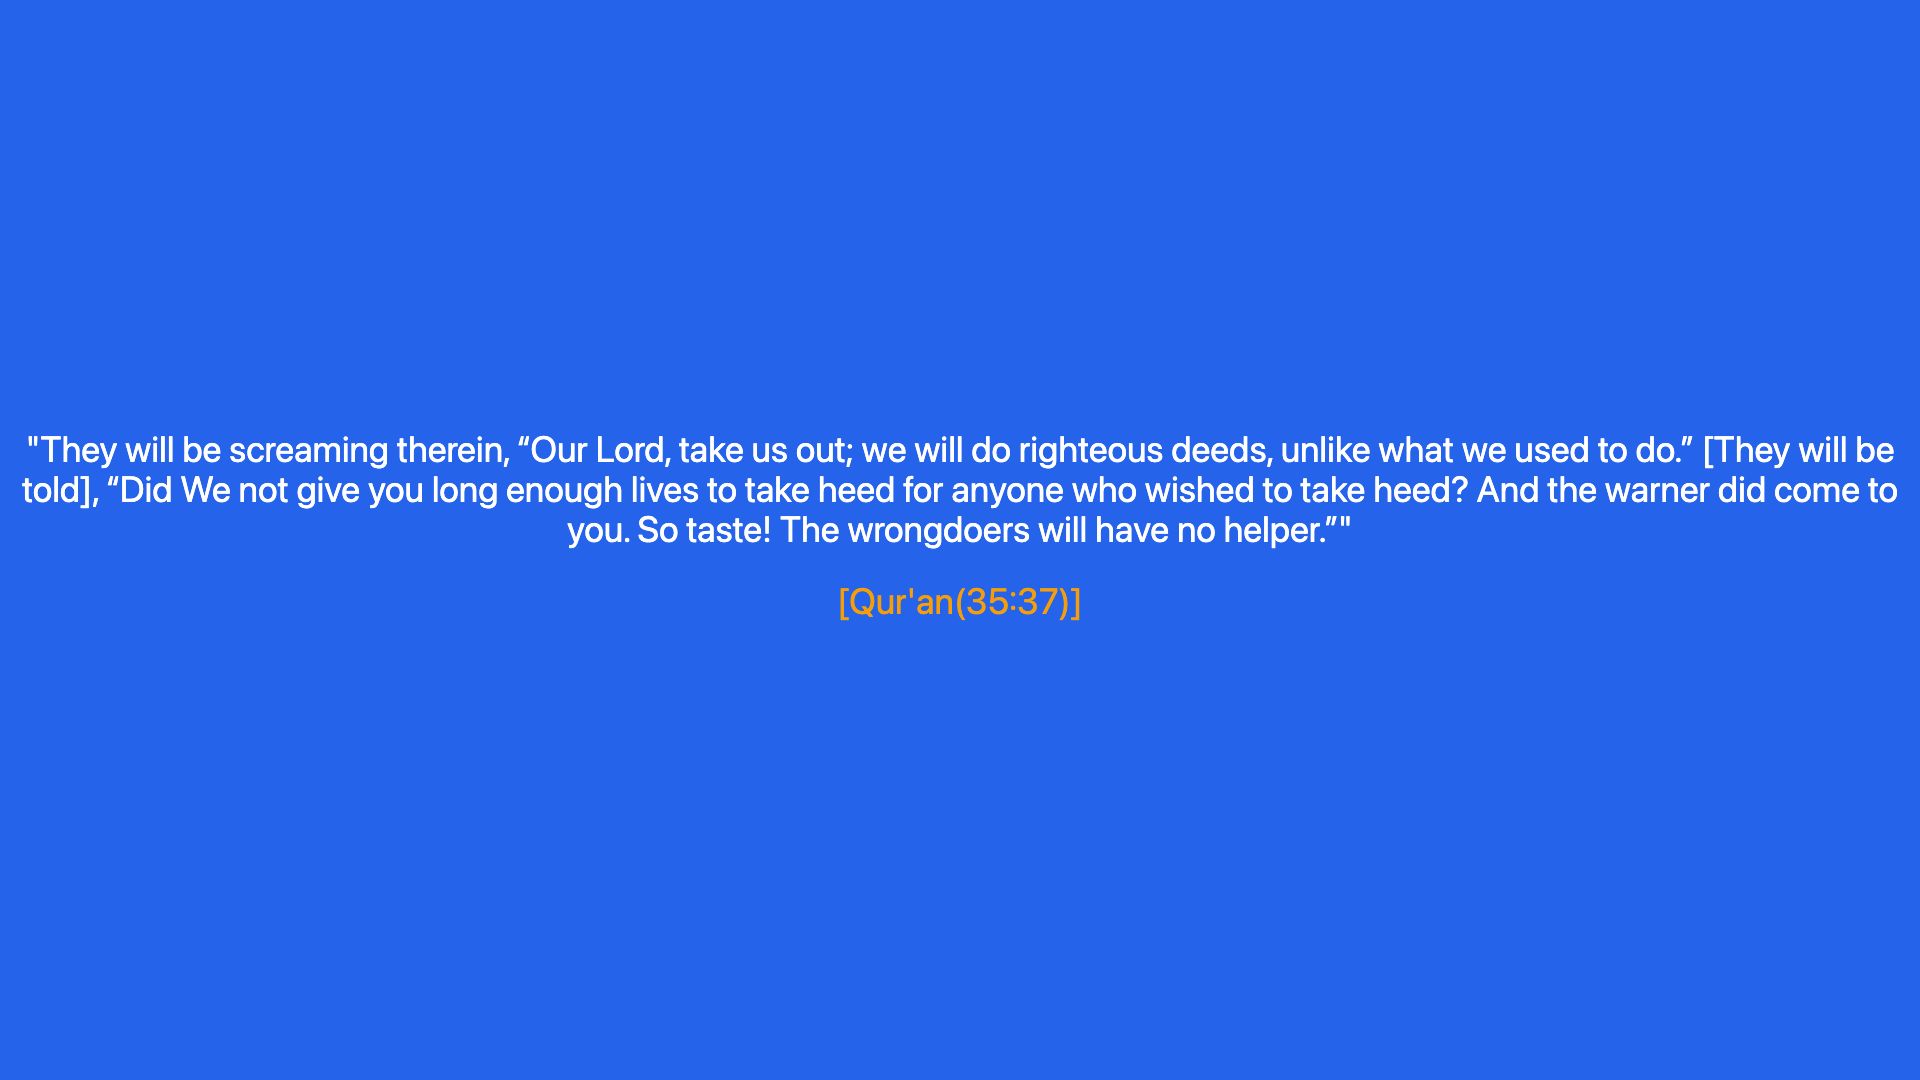 "They will be screaming therein, “Our Lord, take us out; we will do righteous deeds, unlike what we used to do.” [They will be
told], “Did We not give you long enough lives to take heed for anyone who wished to take heed? And the warner did come to
you. So taste! The wrongdoers will have no helper.”"
[Qur'an(35:37)]